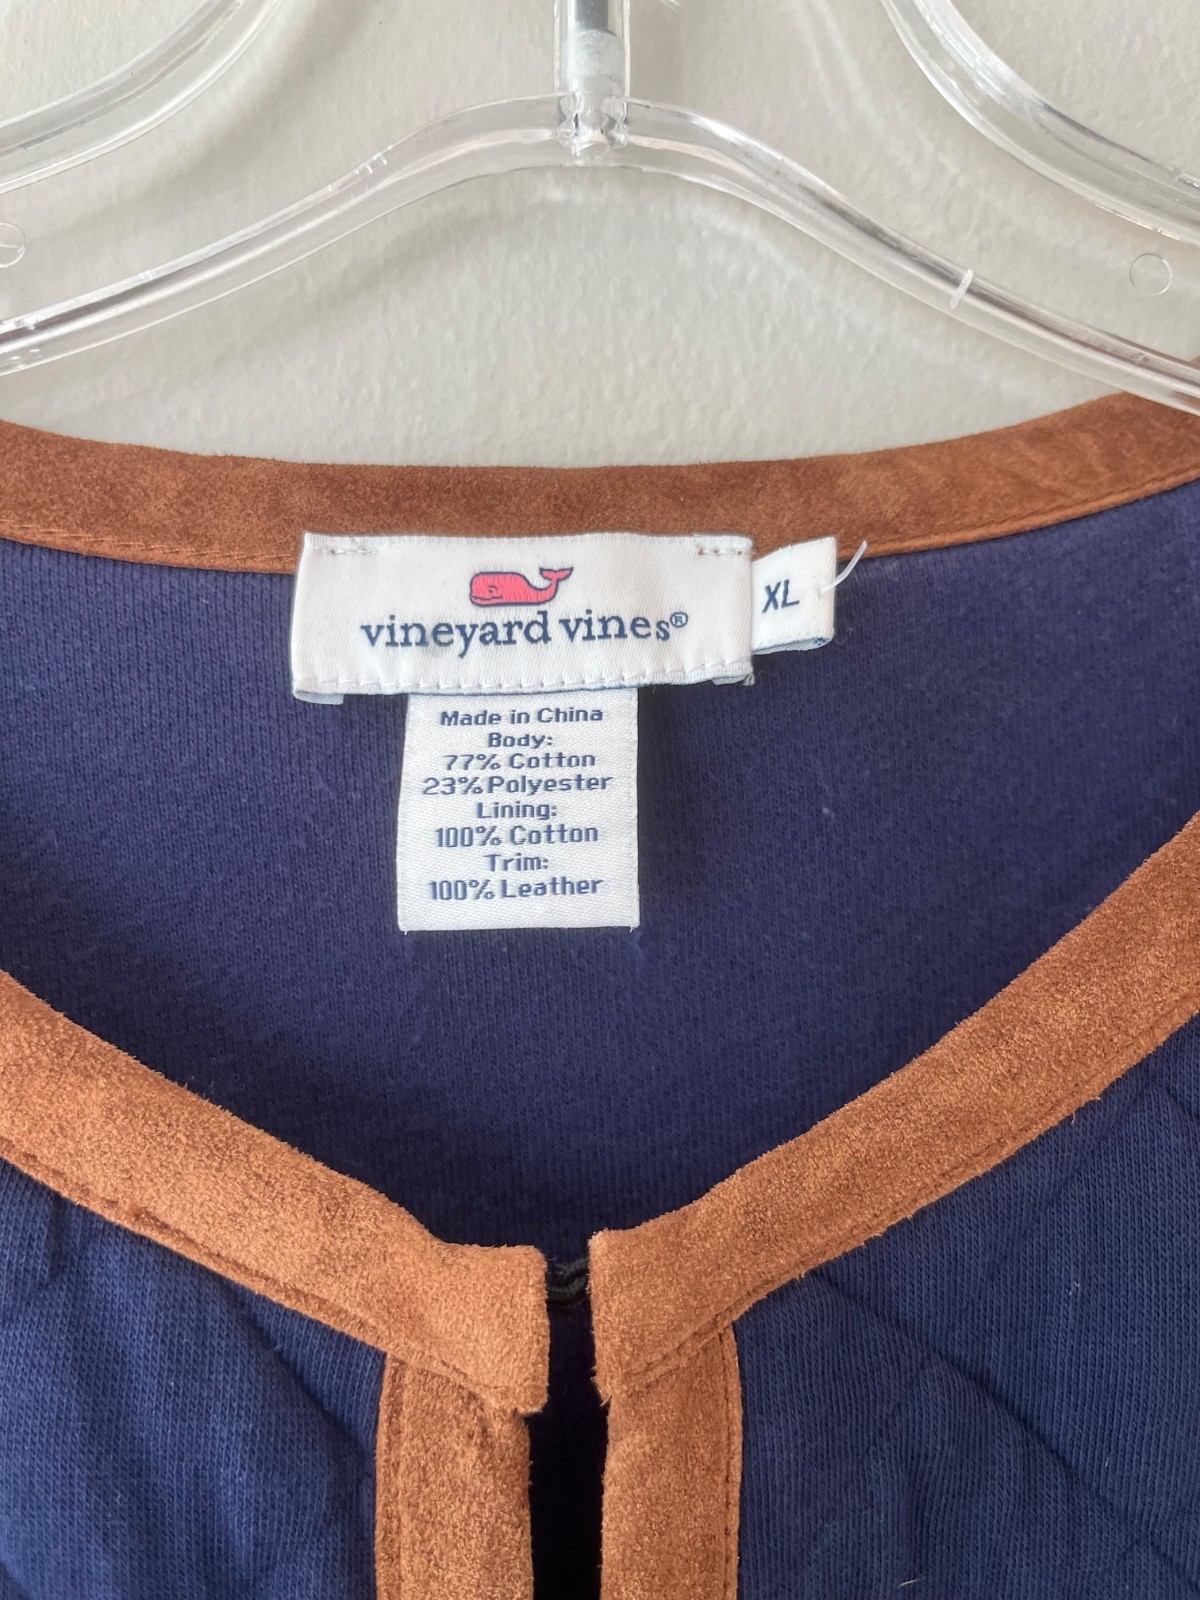 vineyard vines®
XL
Made in China
Body:
77% Cotton
23% Polyester
Lining:
100% Cotton
Trim:
100% Leather